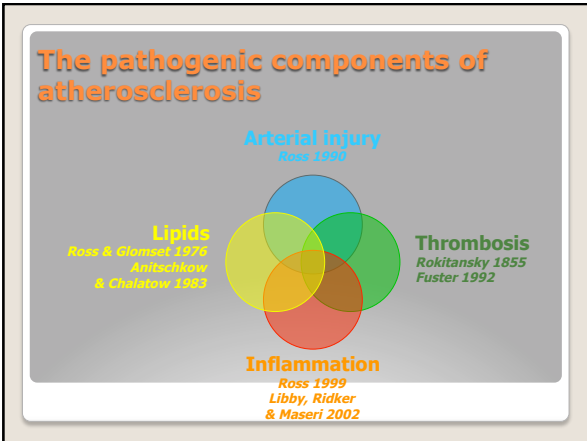 The pathogenic components of
atherosclerosis
Arterial injury
Ross 1990
Lipids
Ross & Glomset 1976
Anitschkow
& Chalatow 1983
Thrombosis
Rokitansky 1855
Fuster 1992
Inflammation
Ross 1999
Libby, Ridker
& Maseri 2002